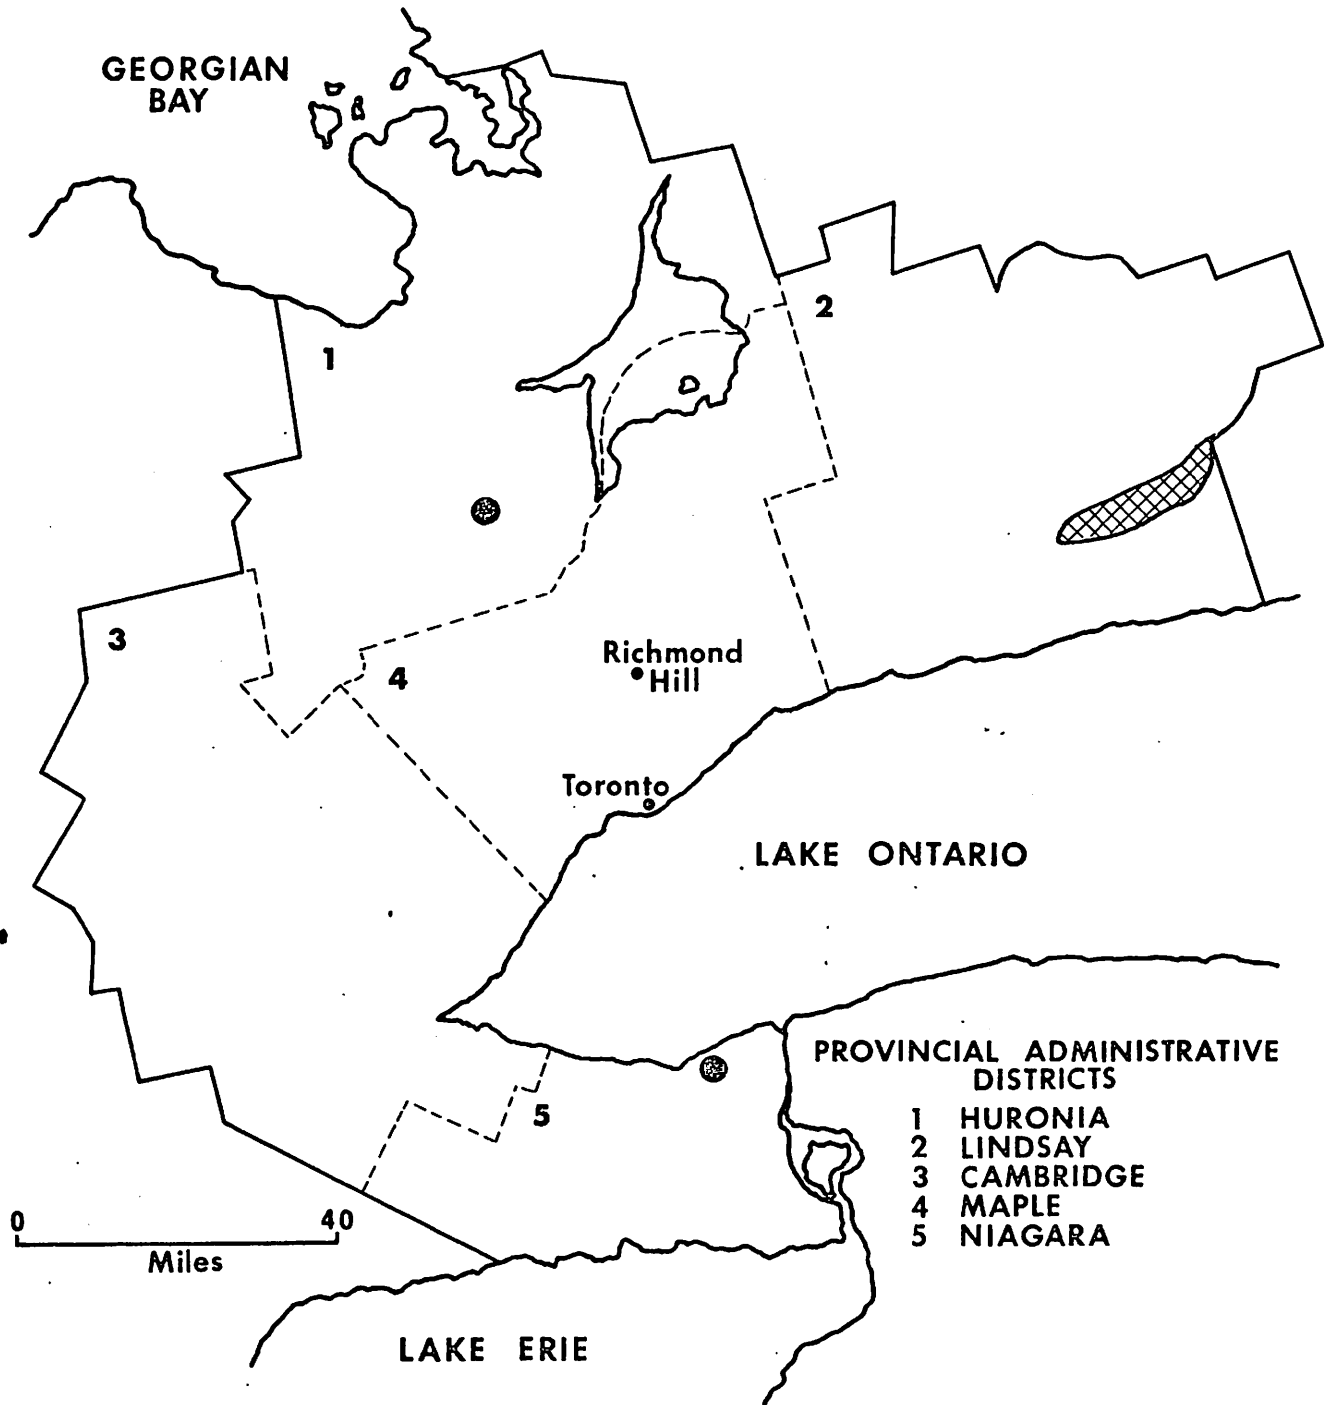 GEORGIAN
BAY
1
2
3
4
Richmond
Hill
Toronto
LAKE ONTARIO
5
PROVINCIAL ADMINISTRATIVE
DISTRICTS
1 HURONIA
2 LINDSAY
3 CAMBRIDGE
4 MAPLE
5 NIAGARA
0 40
Miles
LAKE ERIE